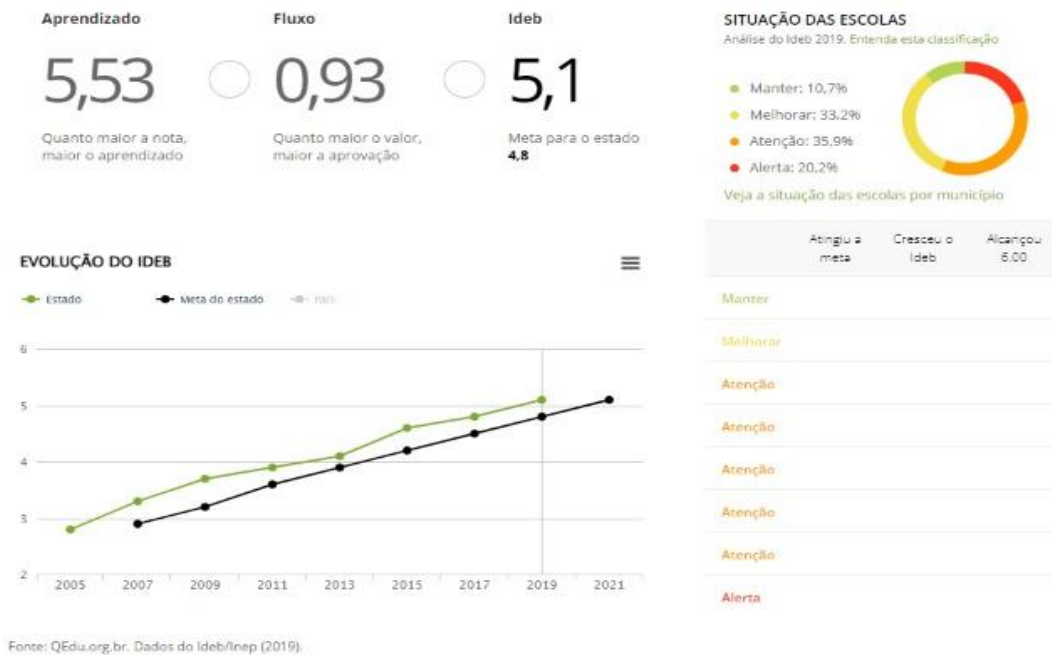 Aprendizado
5,53
Quanto maior a nota,
maior o aprendizado
Fluxo
0,93
Quanto maior o valor,
maior a aprovação
Ideb
5,1
Meta para o estado
4,8
SITUAÇÃO DAS ESCOLAS
Análise do Ideb 2019. Entenda esta classificação
Manter: 10,7%
Melhorar: 33,2%
Atenção: 35,9%
Alerta: 20,2%
Veja a situação das escolas por município
Atingiu a
meta
Cresceu o
Ideb
Alcançou
6.00
Manter
Melhorar
Atenção
Atenção
Atenção
Atenção
Atenção
Alerta
EVOLUÇÃO DO IDEB
Estado
Meta do estado
País
6
5
4
3
2
2005 2007 2009 2011 2013 2015 2017 2019 2021
Fonte: QEdu.org.br. Dados do Ideb/Inep (2019).